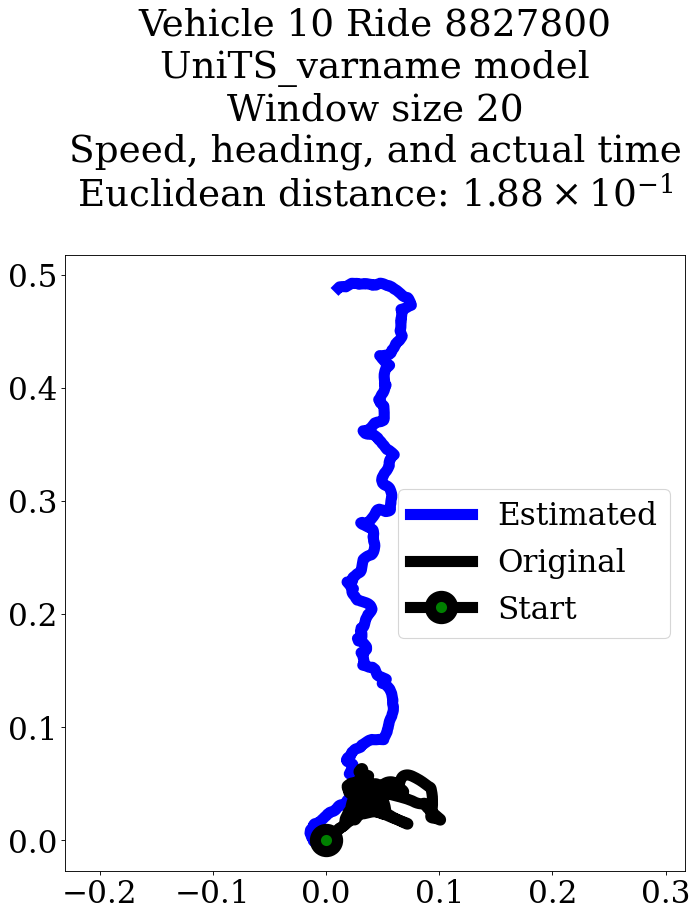 Vehicle 10 Ride 8827800
UniTS_varname model
Window size 20
Speed, heading, and actual time
Euclidean distance: 1.88 × 10⁻¹
0.5
0.4
0.3
0.2
0.1
0.0
Estimated
Original
Start
−0.2 −0.1 0.0 0.1 0.2 0.3